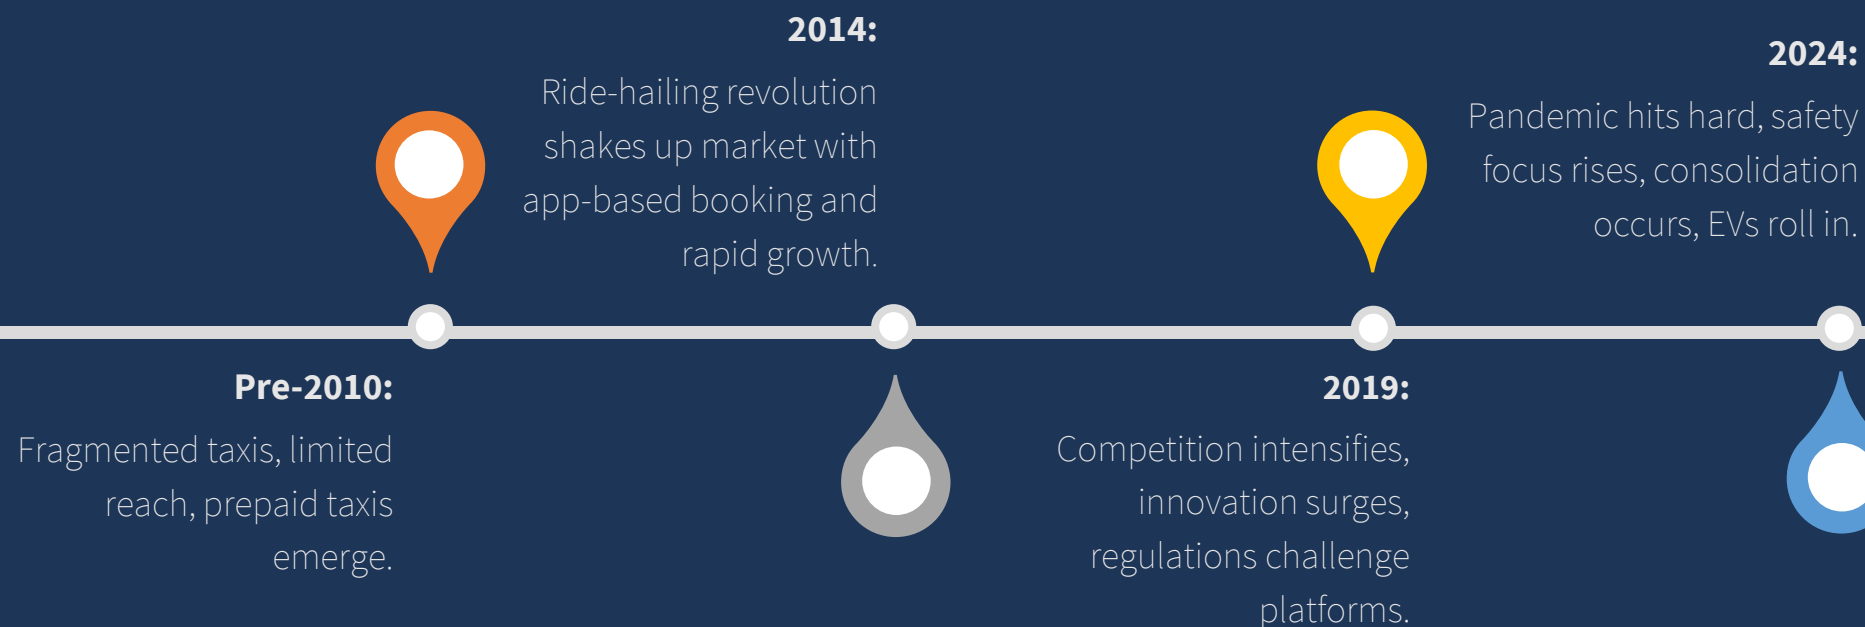 Pre-2010:
Fragmented taxis, limited
reach, prepaid taxis
emerge.
2014:
Ride-hailing revolution
shakes up market with
app-based booking and
rapid growth.
2019:
Competition intensifies,
innovation surges,
regulations challenge
platforms.
2024:
Pandemic hits hard, safety
focus rises, consolidation
occurs, EVs roll in.